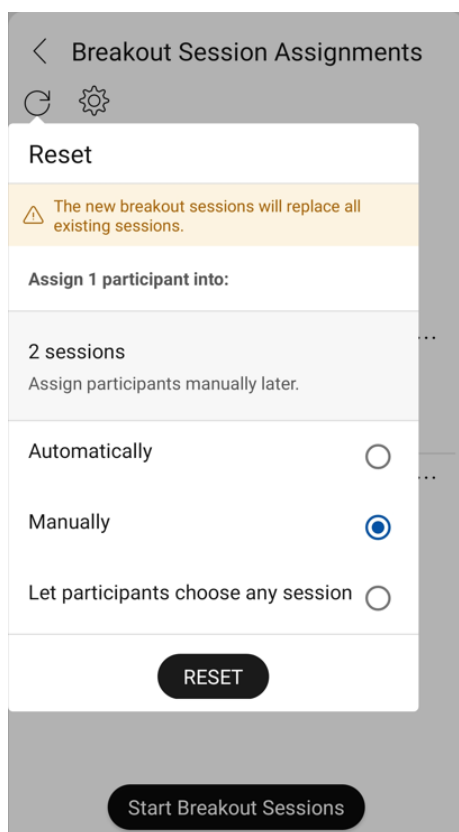 Breakout Session Assignments
Reset
The new breakout sessions will replace all
existing sessions.
Assign 1 participant into:
2 sessions
Assign participants manually later.
Automatically
Manually
Let participants choose any session
RESET
Start Breakout Sessions